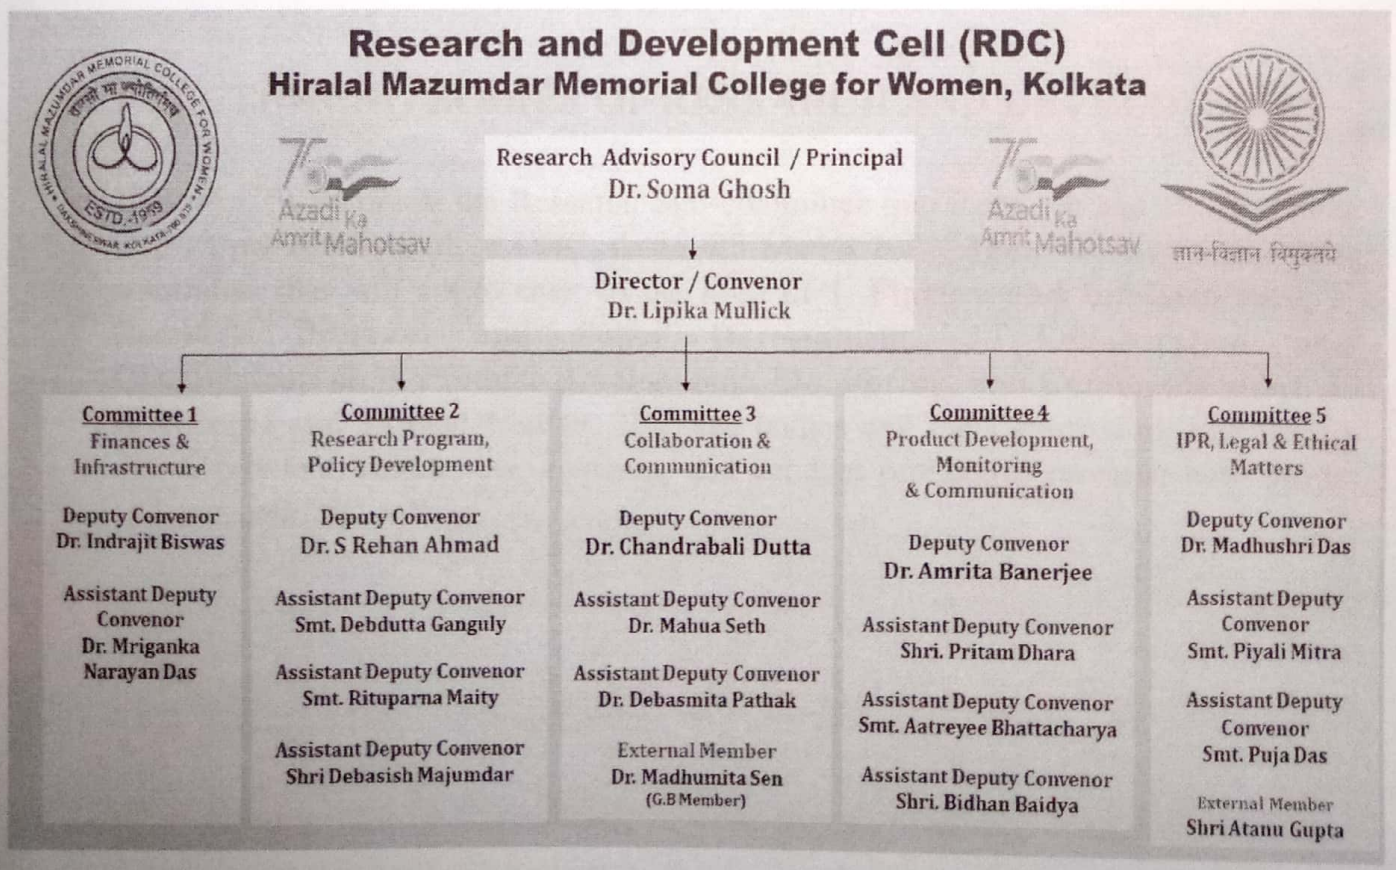 Research and Development Cell (RDC)
Hiralal Mazumdar Memorial College for Women, Kolkata
HIRALAL MAZUMDAR MEMORIAL COLLEGE FOR WOMEN
तमसो मा ज्योतिर्गमय
ESTD.-1959
DAKSHINESWAR, KOLKATA-700 035
75
Azadi Ka
Amrit Mahotsav
Research Advisory Council / Principal
Dr. Soma Ghosh
75
Azadi Ka
Amrit Mahotsav
ज्ञान-विज्ञान विमुक्तये
Director / Convenor
Dr. Lipika Mullick
Committee 1
Finances &
Infrastructure
Deputy Convenor
Dr. Indrajit Biswas
Assistant Deputy
Convenor
Dr. Mriganka
Narayan Das
Committee 2
Research Program,
Policy Development
Deputy Convenor
Dr. S Rehan Ahmad
Assistant Deputy Convenor
Smt. Debdutta Ganguly
Assistant Deputy Convenor
Smt. Rituparna Maity
Assistant Deputy Convenor
Shri Debasish Majumdar
Committee 3
Collaboration &
Communication
Deputy Convenor
Dr. Chandrabali Dutta
Assistant Deputy Convenor
Dr. Mahua Seth
Assistant Deputy Convenor
Dr. Debasmita Pathak
External Member
Dr. Madhumita Sen
(G.B Member)
Committee 4
Product Development,
Monitoring
& Communication
Deputy Convenor
Dr. Amrita Banerjee
Assistant Deputy Convenor
Shri. Pritam Dhara
Assistant Deputy Convenor
Smt. Aatreyee Bhattacharya
Assistant Deputy Convenor
Shri. Bidhan Baidya
Committee 5
IPR, Legal & Ethical
Matters
Deputy Convenor
Dr. Madhushri Das
Assistant Deputy
Convenor
Smt. Piyali Mitra
Assistant Deputy
Convenor
Smt. Puja Das
External Member
Shri Atanu Gupta